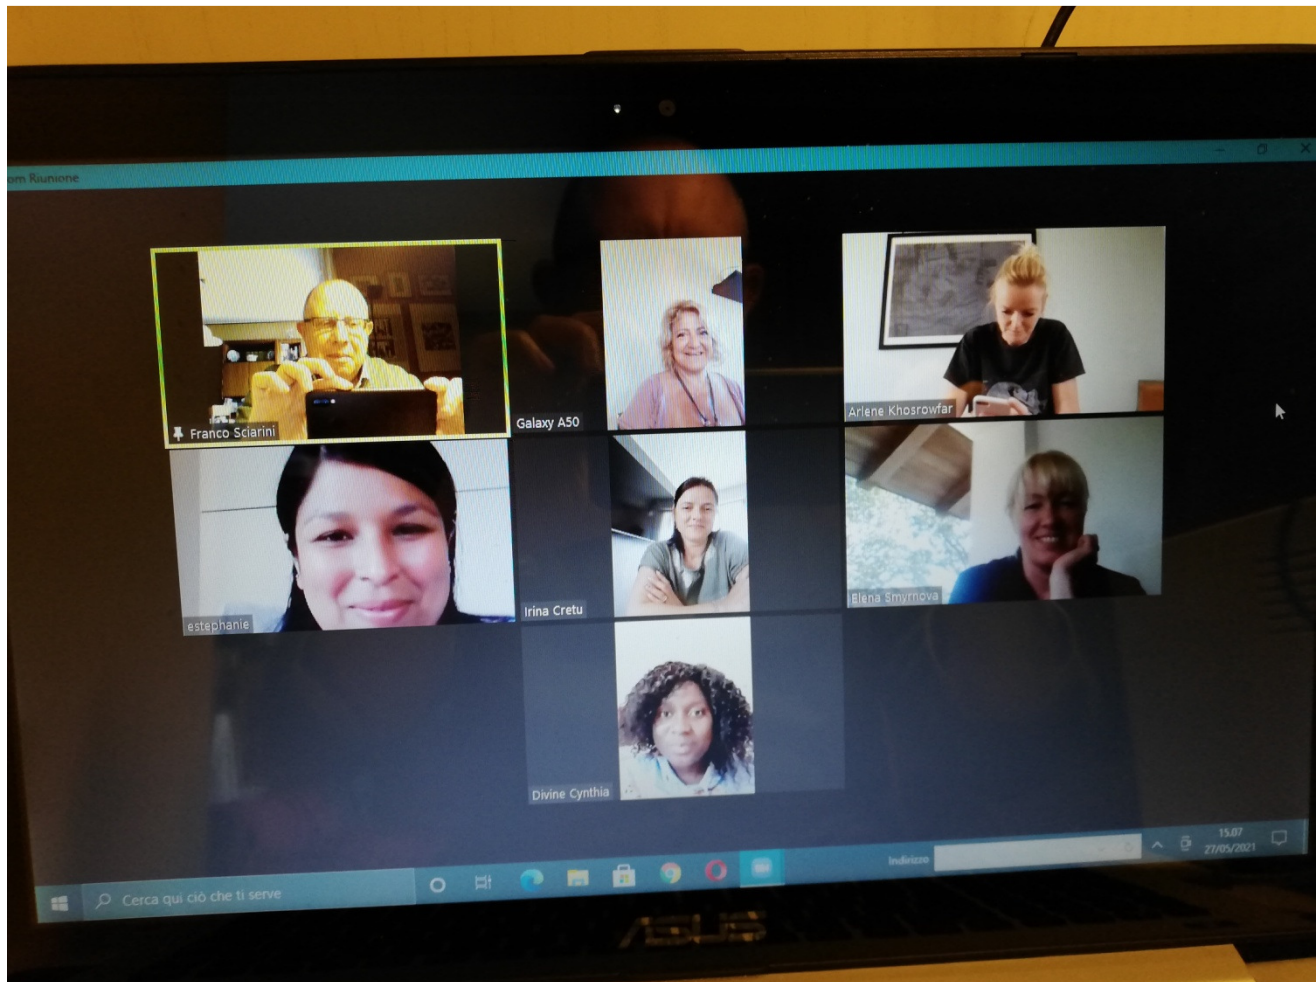 om Riunione
Franco Sciarini
Galaxy A50
Arlene Khosrowfar
estephanie
Irina Cretu
Elena Smyrnova
Divine Cynthia
Cerca qui ciò che ti serve
Indirizzo
15.07
27/05/2021
ASUS